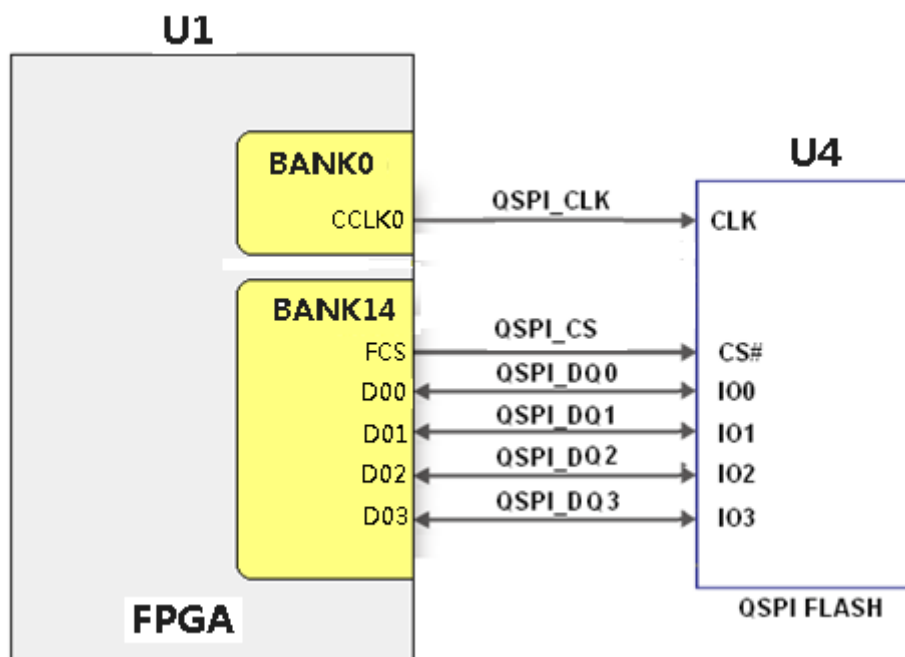 U1
BANK0
CCLK0
QSPI_CLK
U4
CLK
BANK14
FCS
QSPI_CS
CS#
D00
QSPI_DQ0
IO0
D01
QSPI_DQ1
IO1
D02
QSPI_DQ2
IO2
D03
QSPI_DQ3
IO3
FPGA
QSPI FLASH